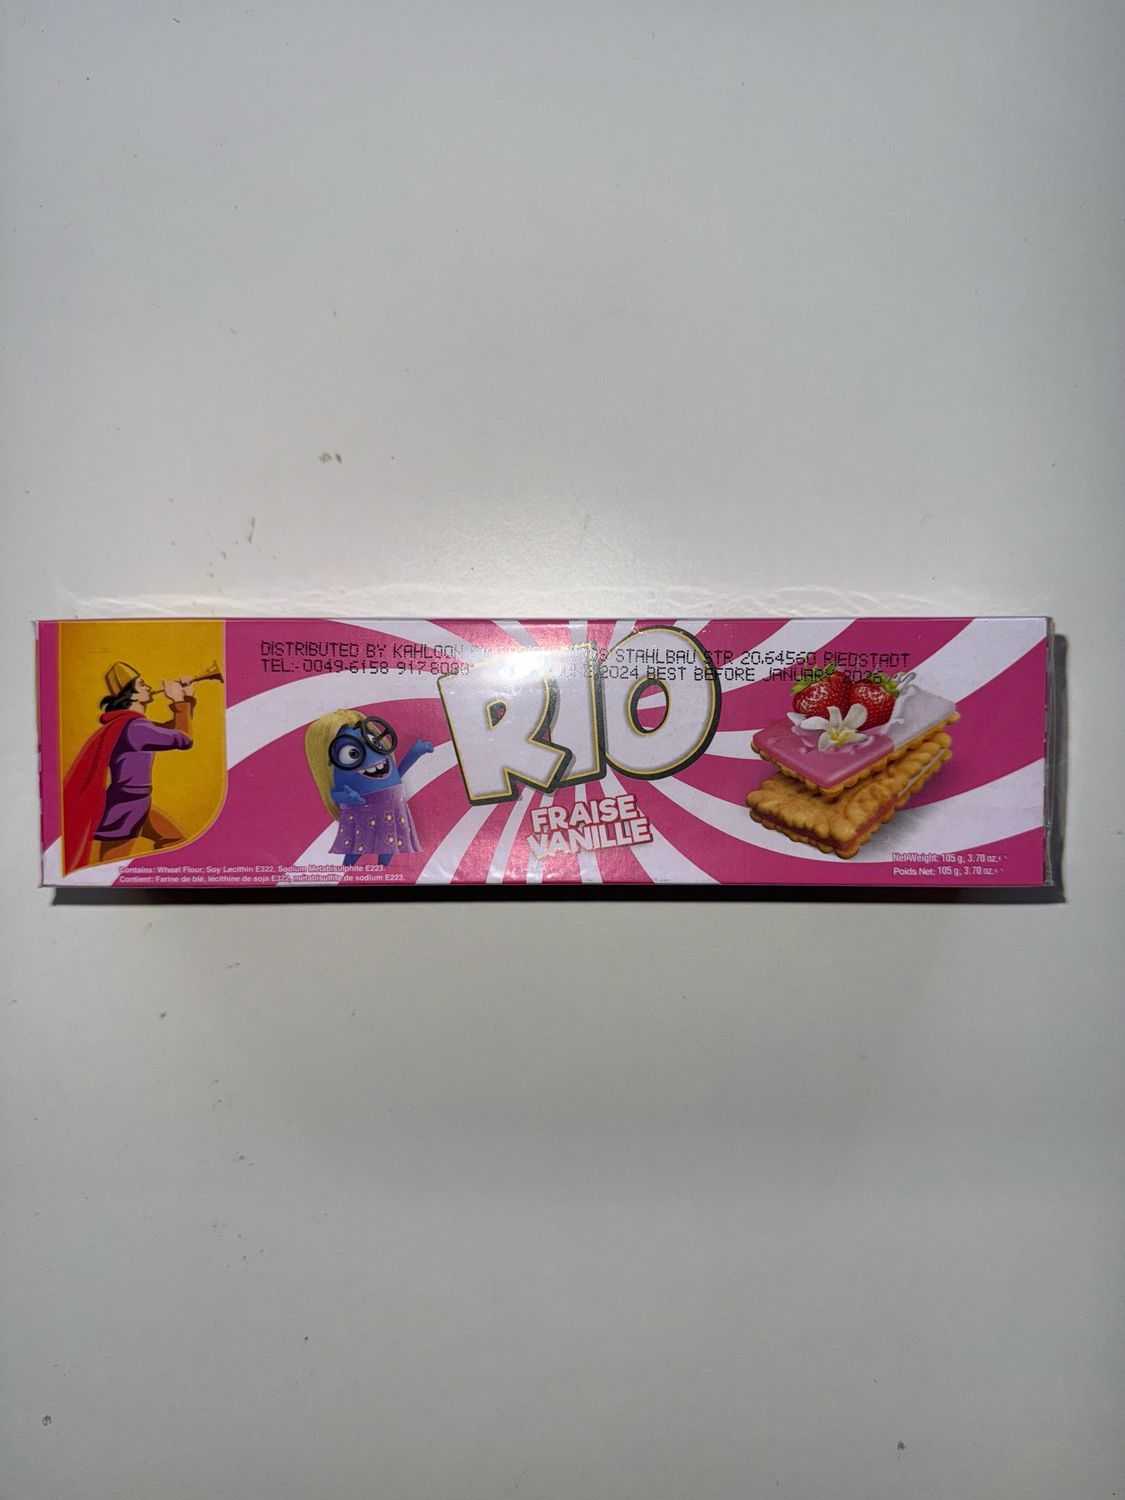 DISTRIBUTED BY KAHLOON STAHLBAU STR 20.64560 RIEDSTADT
TEL:-0049-6158 917 8080 2024 BEST BEFORE JANUARY 2026
RIO
FRAISE
VANILLE
Contains: Wheat Flour, Soy Lecithin E322, Sodium Metabisulphite E223.
Contient: Farine de blé, lécithine de soja E322, métabisulfite de sodium E223.
Net Weight: 105 g, 3.70 oz.e
Poids Net: 105 g, 3.70 oz.e